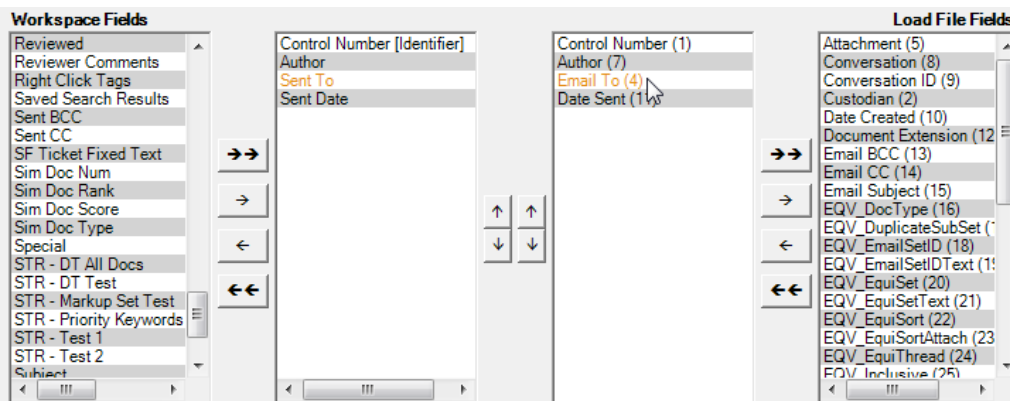 Workspace Fields
Load File Fields
Reviewed
Reviewer Comments
Right Click Tags
Saved Search Results
Sent BCC
Sent CC
SF Ticket Fixed Text
Sim Doc Num
Sim Doc Rank
Sim Doc Score
Sim Doc Type
Special
STR - DT All Docs
STR - DT Test
STR - Markup Set Test
STR - Priority Keywords
STR - Test 1
STR - Test 2
Subject
Control Number [Identifier]
Author
Sent To
Sent Date
Control Number (1)
Author (7)
Email To (4)
Date Sent (1
Attachment (5)
Conversation (8)
Conversation ID (9)
Custodian (2)
Date Created (10)
Document Extension (12
Email BCC (13)
Email CC (14)
Email Subject (15)
EQV_DocType (16)
EQV_DuplicateSubSet (
EQV_EmailSetID (18)
EQV_EmailSetIDText (19
EQV_EquiSet (20)
EQV_EquiSetText (21)
EQV_EquiSort (22)
EQV_EquiSortAttach (23
EQV_EquiThread (24)
EQV_Inclusive (25)